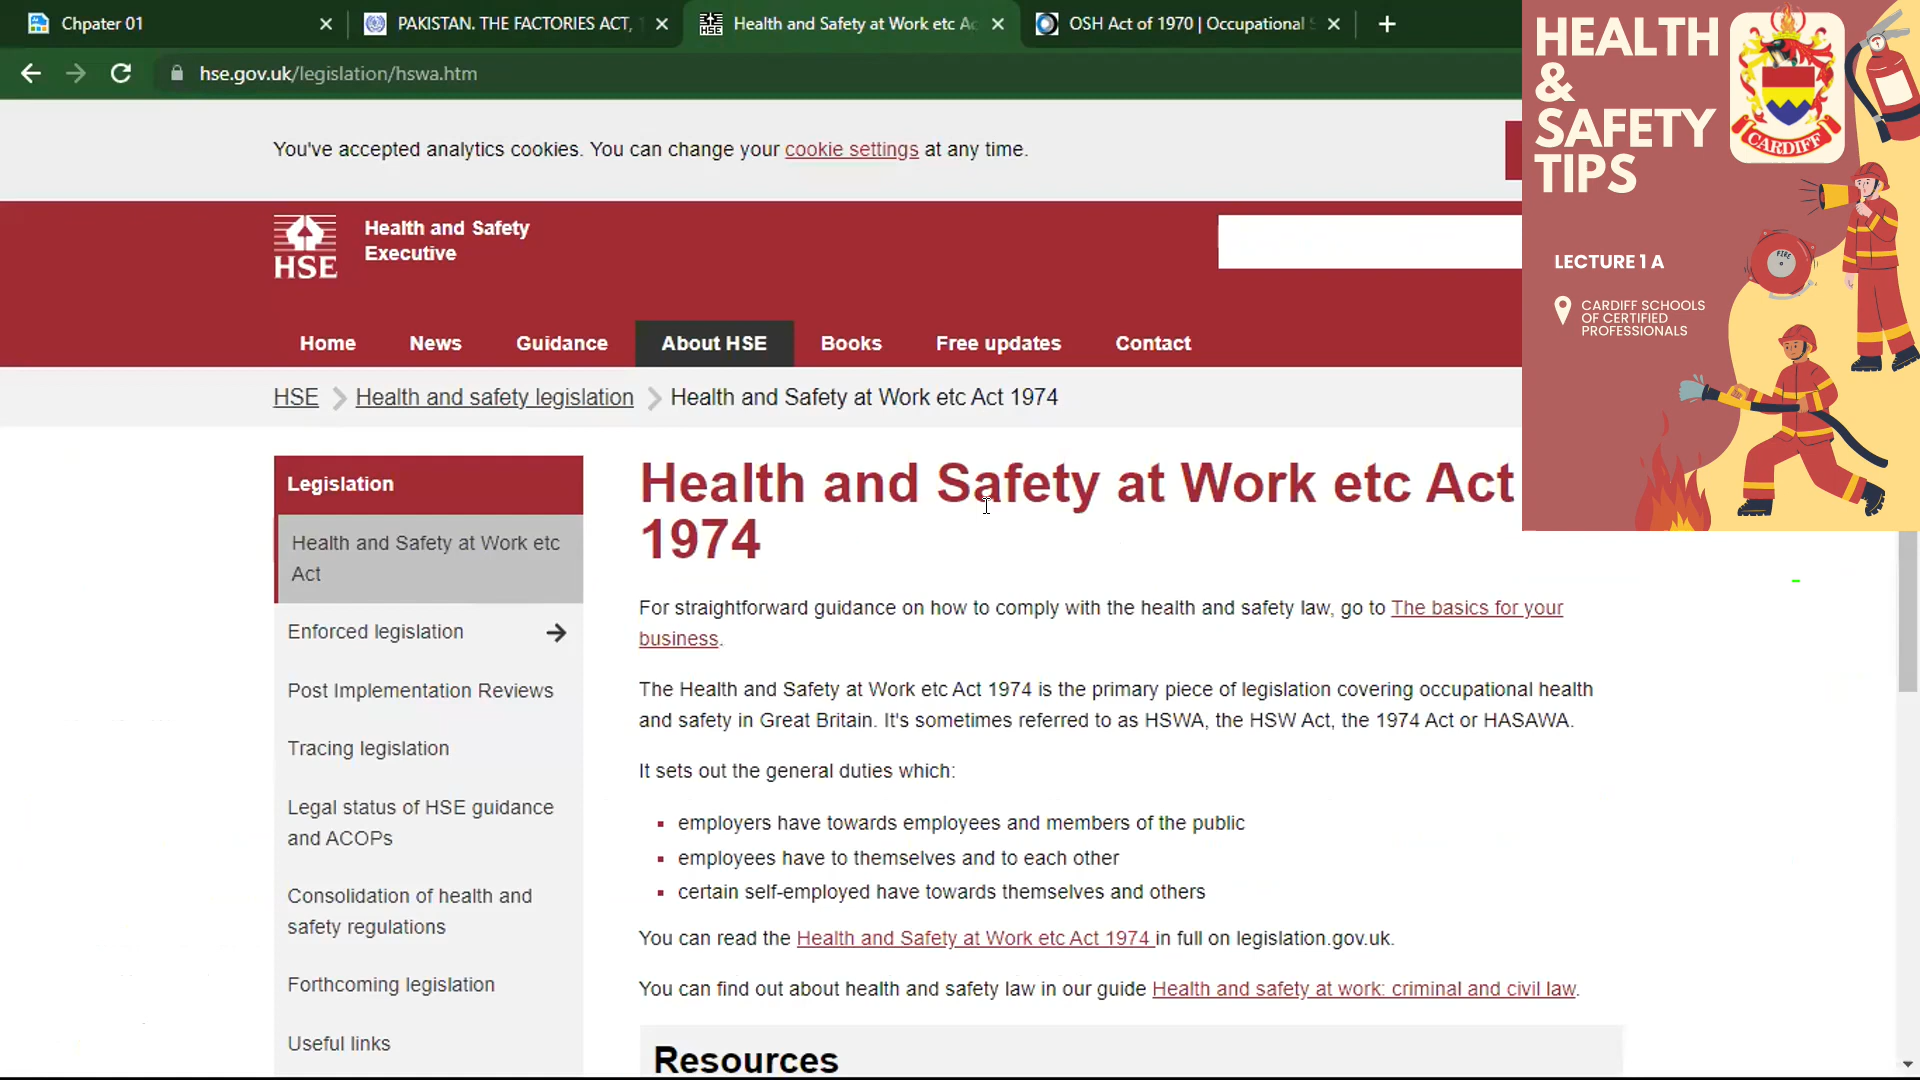 Chpater 01
PAKISTAN. THE FACTORIES ACT,
Health and Safety at Work etc Ac
OSH Act of 1970 | Occupational S
hse.gov.uk/legislation/hswa.htm
You've accepted analytics cookies. You can change your cookie settings at any time.
HSE
Health and Safety
Executive
Home
News
Guidance
About HSE
Books
Free updates
Contact
HSE
Health and safety legislation
Health and Safety at Work etc Act 1974
Legislation
Health and Safety at Work etc
Act
Enforced legislation
Post Implementation Reviews
Tracing legislation
Legal status of HSE guidance
and ACOPs
Consolidation of health and
safety regulations
Forthcoming legislation
Useful links
Health and Safety at Work etc Act
1974
For straightforward guidance on how to comply with the health and safety law, go to The basics for your
business.
The Health and Safety at Work etc Act 1974 is the primary piece of legislation covering occupational health
and safety in Great Britain. It's sometimes referred to as HSWA, the HSW Act, the 1974 Act or HASAWA.
It sets out the general duties which:
employers have towards employees and members of the public
employees have to themselves and to each other
certain self-employed have towards themselves and others
You can read the Health and Safety at Work etc Act 1974 in full on legislation.gov.uk.
You can find out about health and safety law in our guide Health and safety at work: criminal and civil law.
Resources
HEALTH
&
SAFETY
TIPS
CARDIFF
FIRE
LECTURE 1 A
CARDIFF SCHOOLS
OF CERTIFIED
PROFESSIONALS